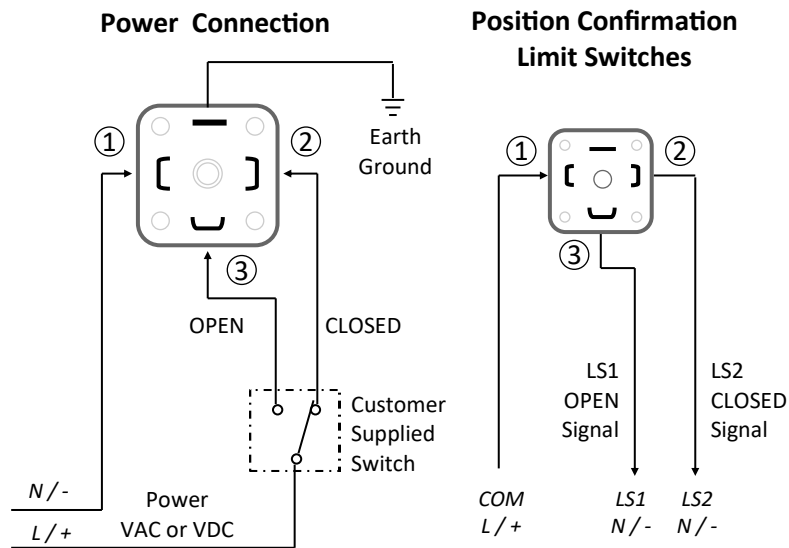 Power Connection
①
②
Earth
Ground
③
OPEN
CLOSED
Customer
Supplied
Switch
N / -
Power
VAC or VDC
L / +
Position Confirmation
Limit Switches
①
②
③
LS1
OPEN
Signal
LS2
CLOSED
Signal
COM
L / +
LS1
N / -
LS2
N / -